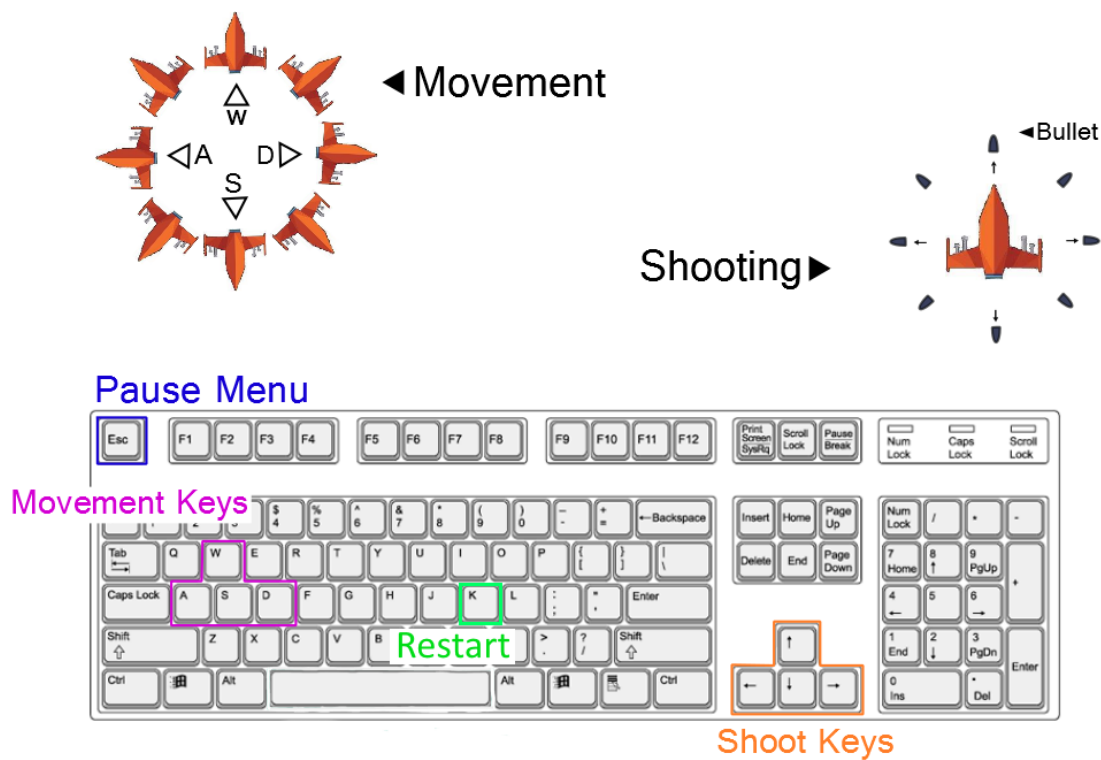 ◄Movement
W
A D
S
◄Bullet
Shooting►
Pause Menu
Esc F1 F2 F3 F4 F5 F6 F7 F8 F9 F10 F11 F12 Print Screen SysRq Scroll Lock Pause Break Num Lock Caps Lock Scroll Lock
Movement Keys
$ 4 % 5 ^ 6 & 7 * 8 ( 9 ) 0 - - + = ←Backspace Insert Home Page Up Num Lock / * -
Tab Q W E R T Y U I O P { [ } ] | \ Delete End Page Down 7 Home 8 ↑ 9 PgUp +
Caps Lock A S D F G H J K L : ; " ' Enter 4 ← 5 6 →
Shift Z X C V B > . ? / Shift ↑ 1 End 2 ↓ 3 PgDn Enter
Restart
Ctrl Alt Alt Ctrl ← ↓ → 0 Ins . Del
Shoot Keys